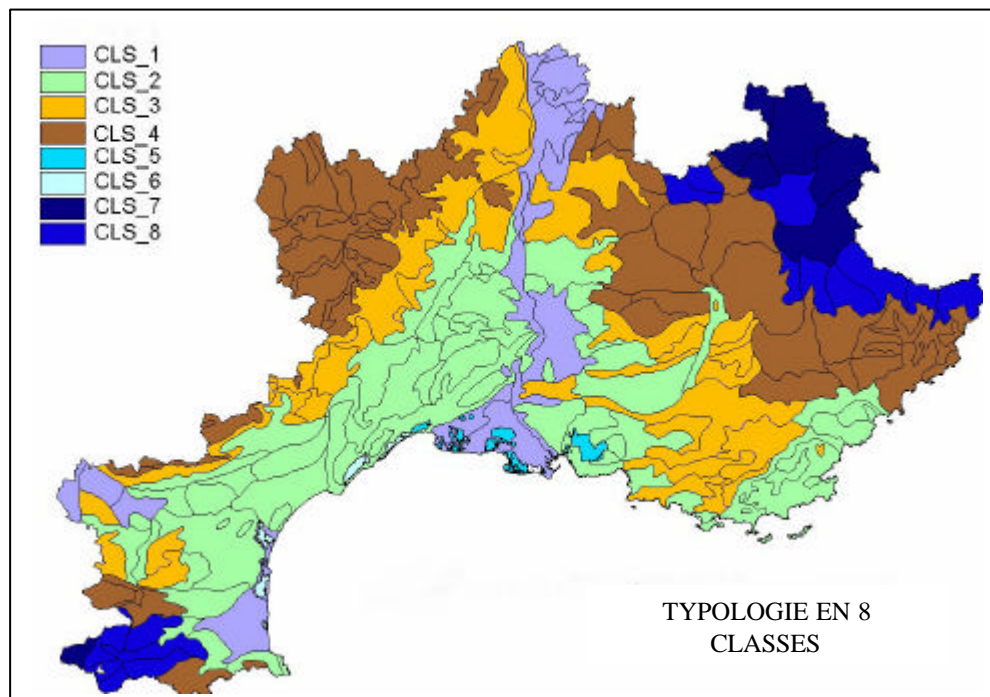 CLS_1
CLS_2
CLS_3
CLS_4
CLS_5
CLS_6
CLS_7
CLS_8
TYPOLOGIE EN 8
CLASSES